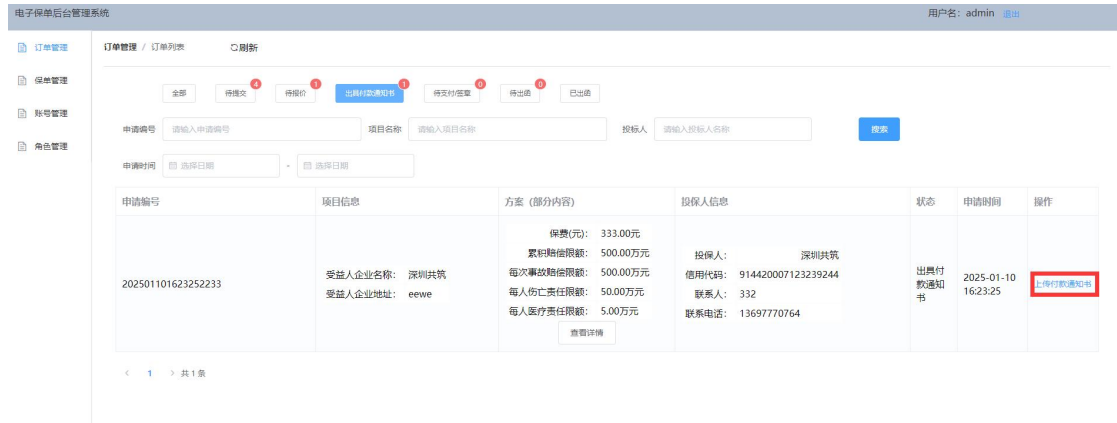 电子保单后台管理系统
用户名：admin 退出
订单管理
保单管理
账号管理
角色管理
订单管理 / 订单列表 刷新
全部 待提交 4 待报价 1 出具付款通知书 1 待支付/签章 0 待出函 0 已出函
申请编号 请输入申请编号 项目名称 请输入项目名称 投标人 请输入投标人名称 搜索
申请时间 选择日期 - 选择日期
申请编号 项目信息 方案（部分内容） 投保人信息 状态 申请时间 操作
202501101623252233
受益人企业名称： 深圳共筑
受益人企业地址： eewe
保费(元)： 333.00元
累积赔偿限额： 500.00万元
每次事故赔偿限额： 500.00万元
每人伤亡责任限额： 50.00万元
每人医疗责任限额： 5.00万元
查看详情
投保人： 深圳共筑
信用代码： 914420007123239244
联系人： 332
联系电话： 13697770764
出具付
款通知
书
2025-01-10
16:23:25
上传付款通知书
< 1 > 共 1 条